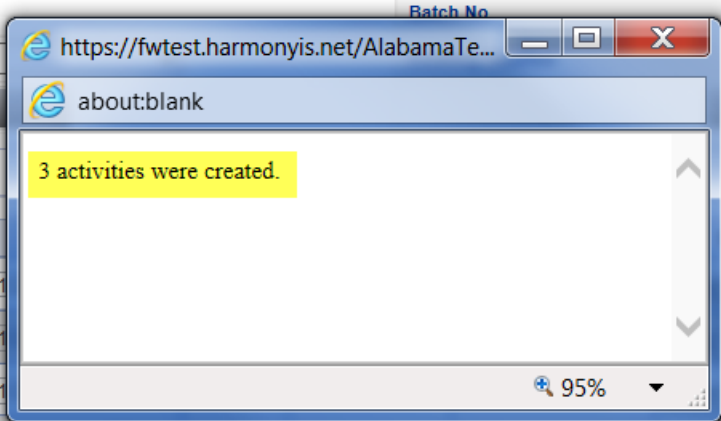 Batch No
https://fwtest.harmonyis.net/AlabamaTe...
about:blank
3 activities were created.
95%